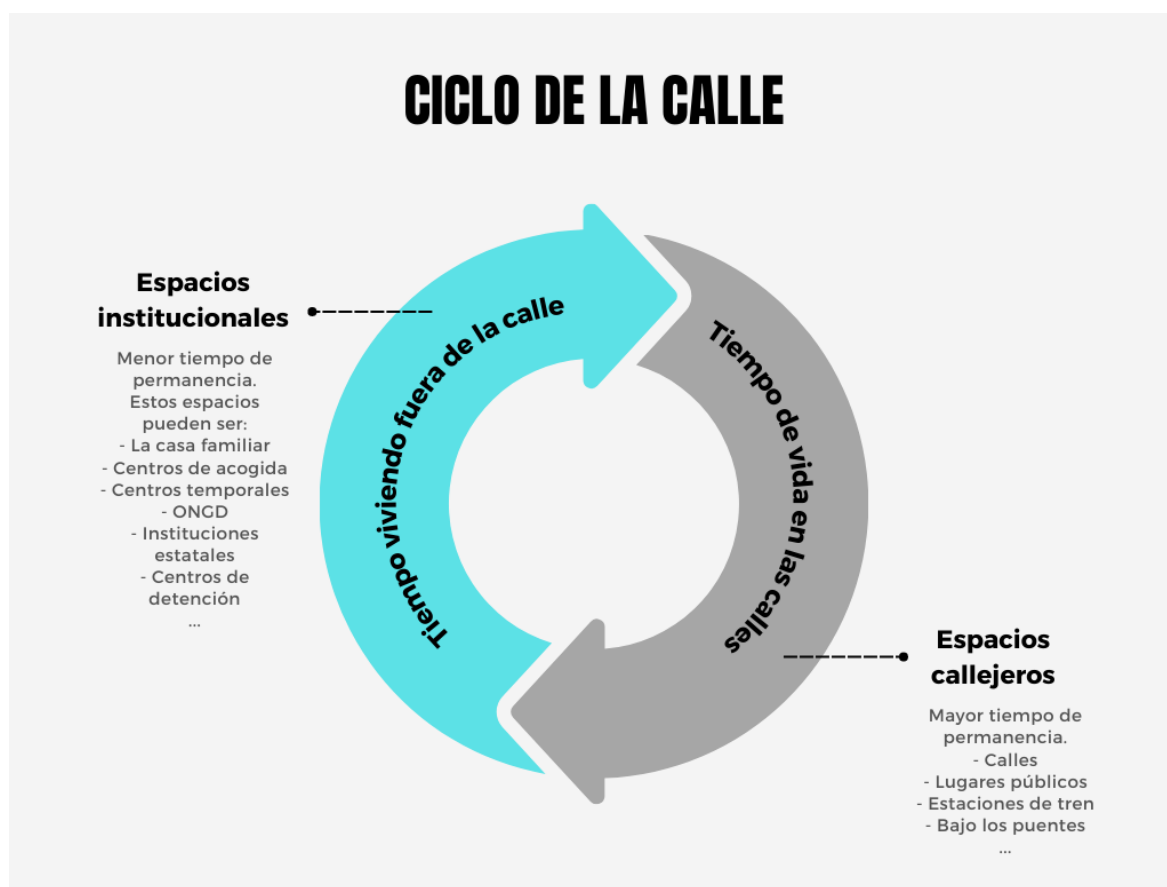 CICLO DE LA CALLE
Espacios
institucionales
Menor tiempo de
permanencia.
Estos espacios
pueden ser:
- La casa familiar
- Centros de acogida
- Centros temporales
- ONGD
- Instituciones
estatales
- Centros de
detención
...
Tiempo viviendo fuera de la calle
Tiempo de vida en las calles
Espacios
callejeros
Mayor tiempo de
permanencia.
- Calles
- Lugares públicos
- Estaciones de tren
- Bajo los puentes
...